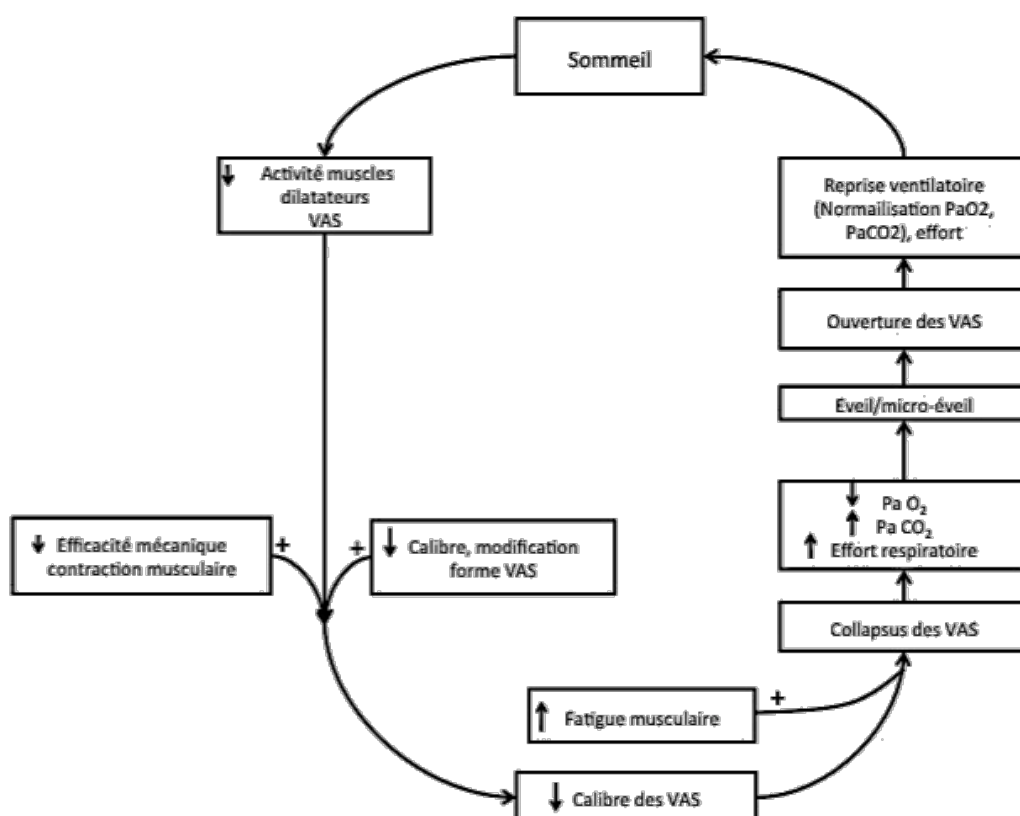 Sommeil
↓ Activité muscles
dilatateurs
VAS
↓ Efficacité mécanique
contraction musculaire
+
+
↓ Calibre, modification
forme VAS
↓ Calibre des VAS
↑ Fatigue musculaire
+
Collapsus des VAS
↓ Pa O₂
↑ Pa CO₂
↑ Effort respiratoire
Eveil/micro-éveil
Ouverture des VAS
Reprise ventilatoire
(Normailisation PaO2,
PaCO2), effort